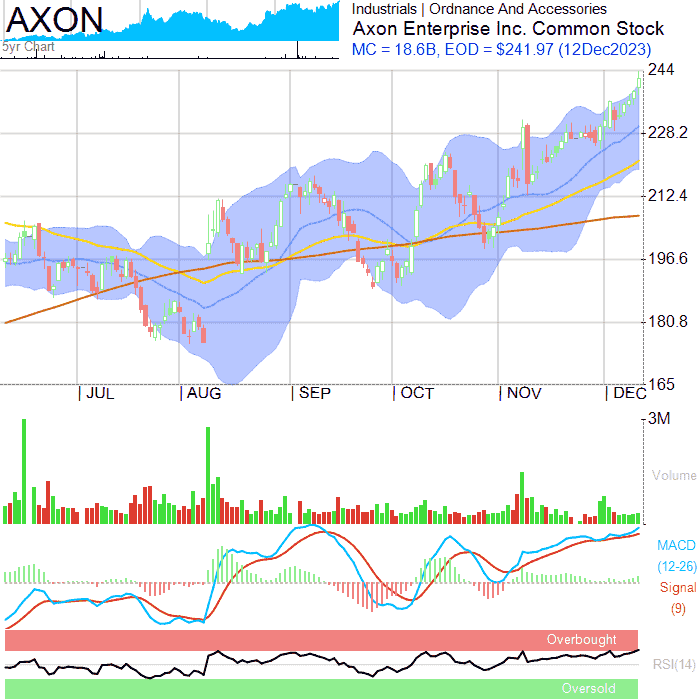 AXON
5yr Chart
Industrials | Ordnance And Accessories
Axon Enterprise Inc. Common Stock
MC = 18.6B, EOD = $241.97 (12Dec2023)
244
228.2
212.4
196.6
180.8
165
| JUL | AUG | SEP | OCT | NOV | DEC
3M
Volume
MACD
(12-26)
Signal
(9)
Overbought
RSI(14)
Oversold